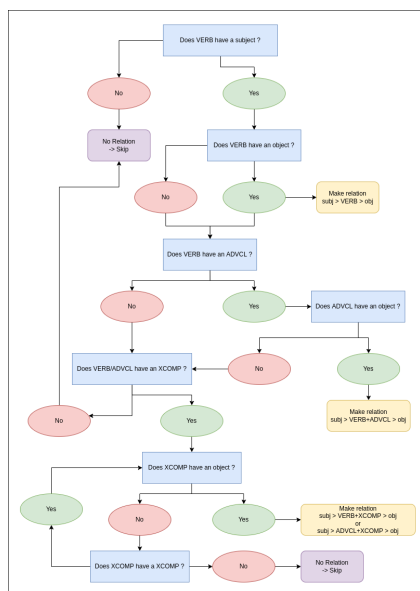 Does VERB have a subject ?
No
Yes
No Relation
-> Skip
Does VERB have an object ?
No
Yes
Make relation
subj > VERB > obj
Does VERB have an ADVCL ?
No
Yes
Does ADVCL have an object ?
Does VERB/ADVCL have an XCOMP ?
No
Yes
No
Yes
Make relation
subj > VERB+ADVCL > obj
Does XCOMP have an object ?
Yes
No
Yes
Make relation
subj > VERB+XCOMP > obj
or
subj > ADVCL+XCOMP > obj
Does XCOMP have a XCOMP ?
No
No Relation
-> Skip